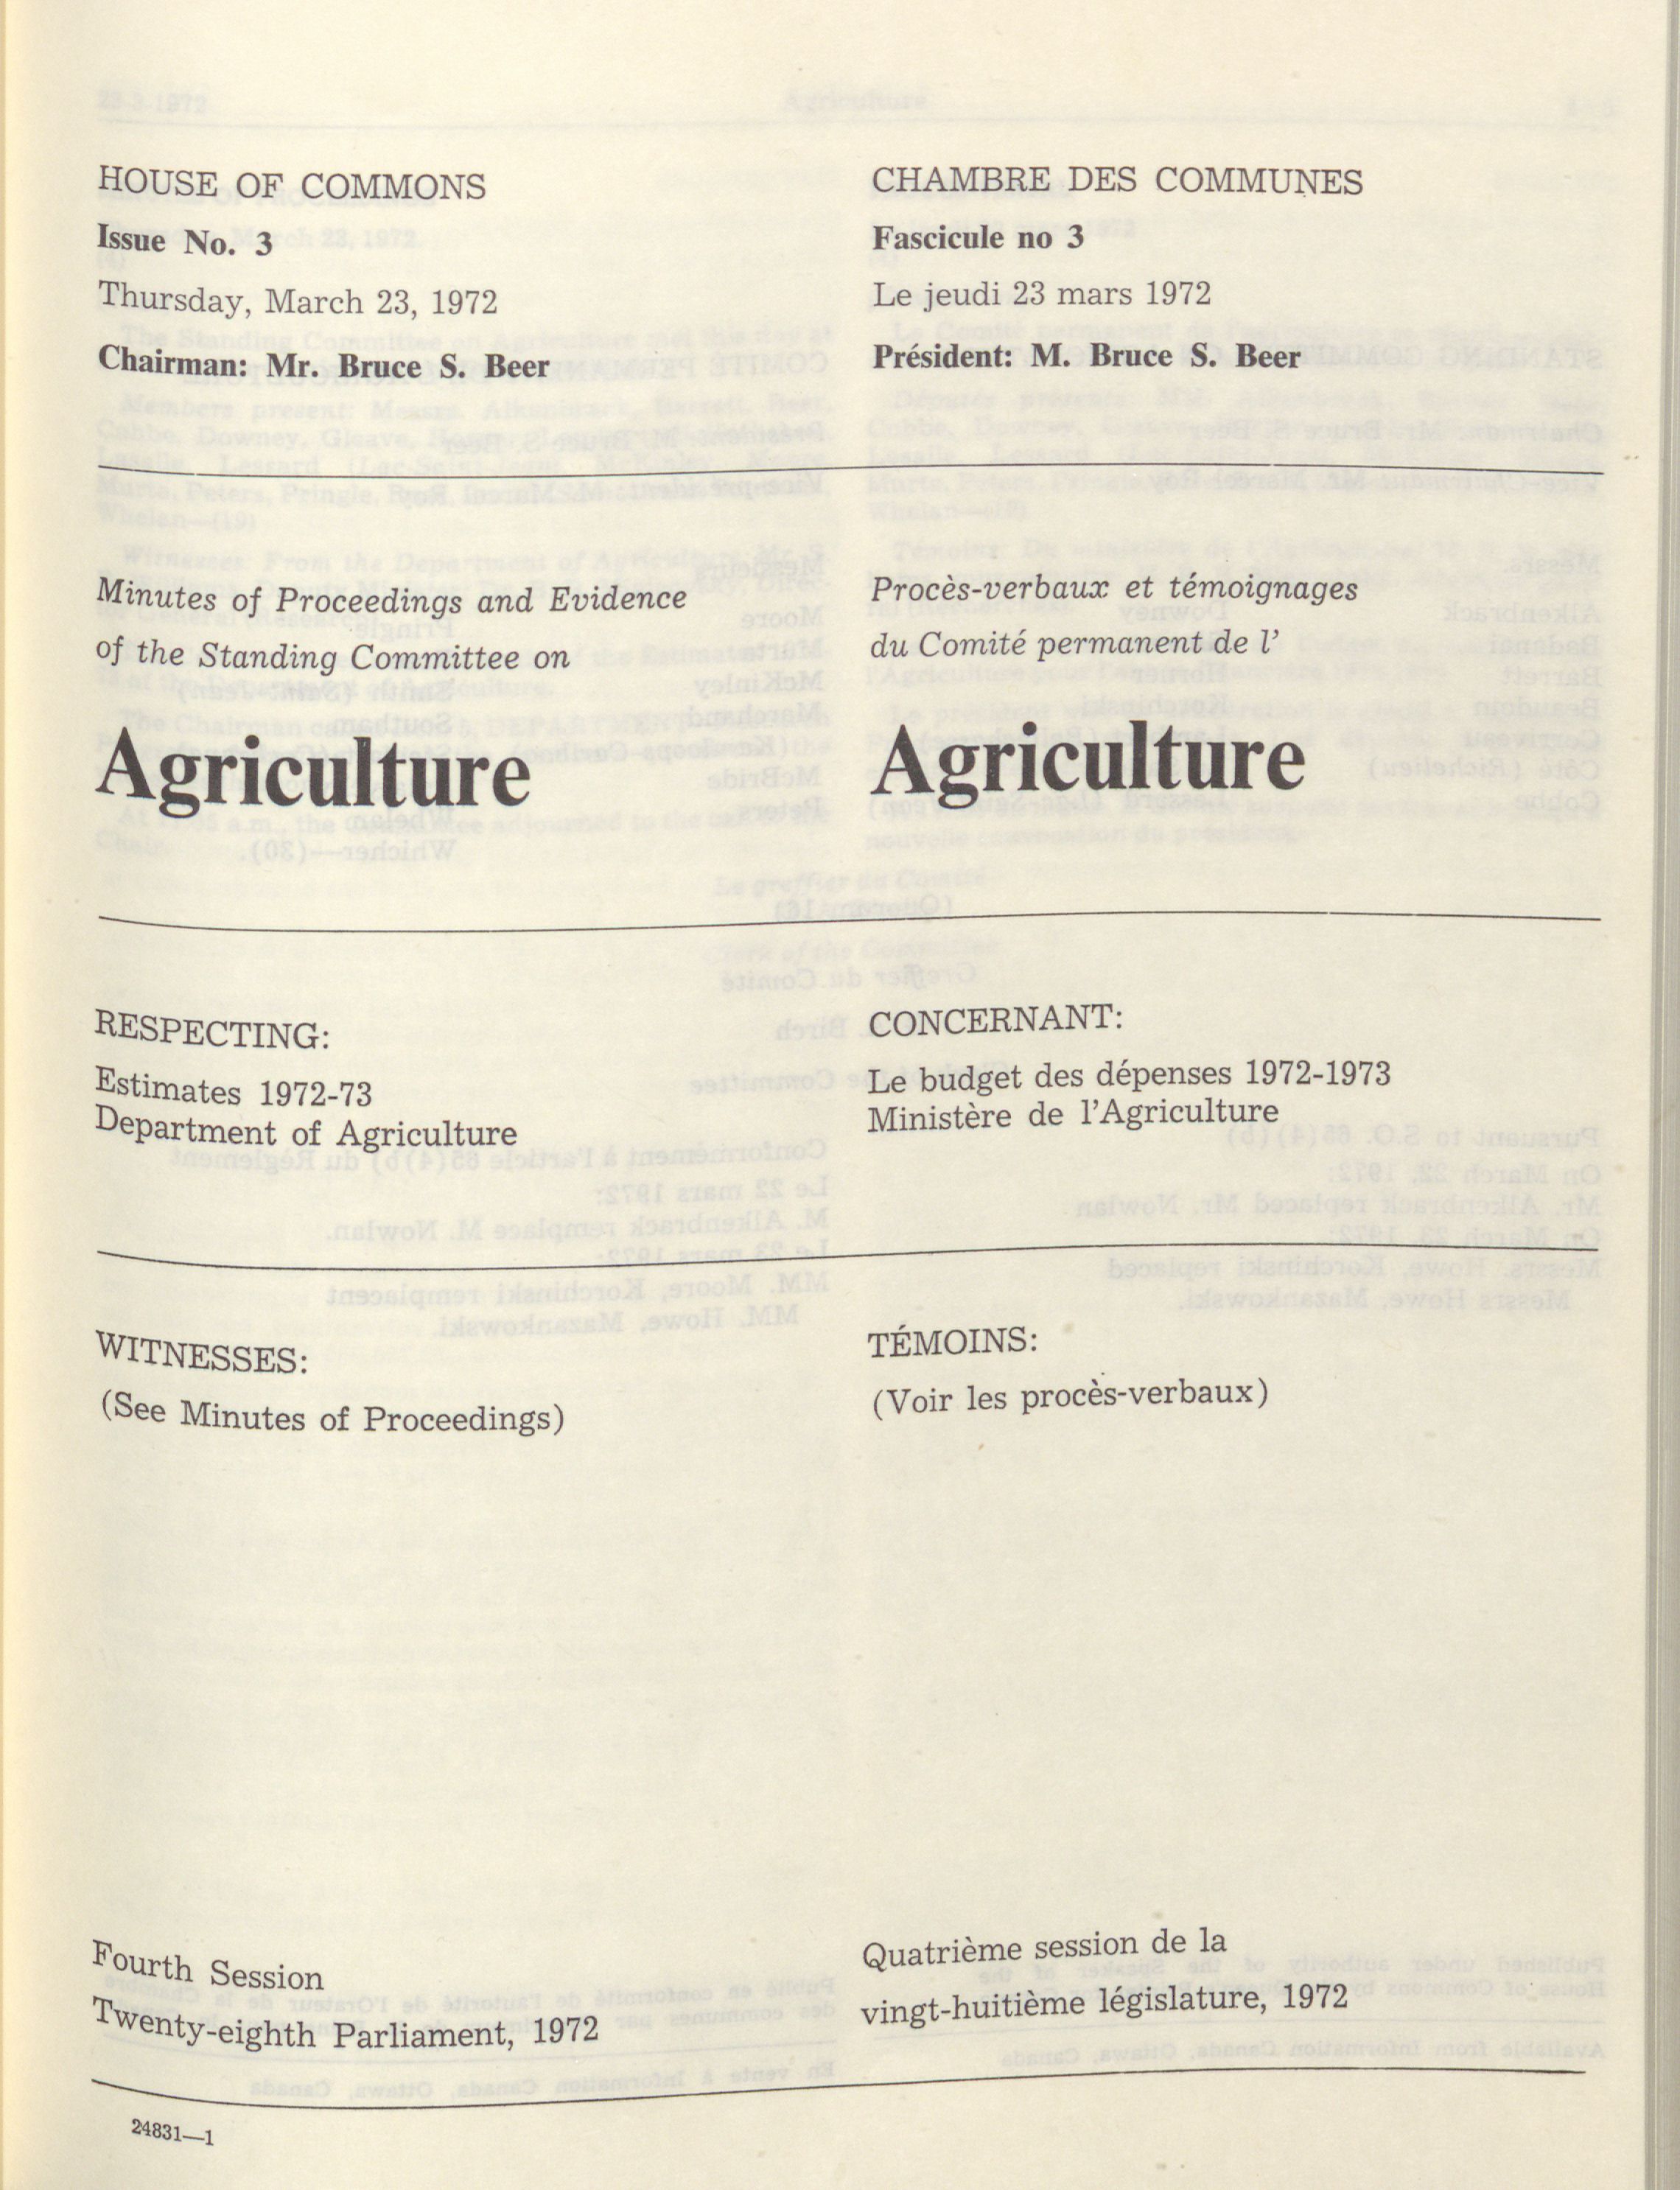 HOUSE OF COMMONS
Issue No. 3
Thursday, March 23, 1972
Chairman: Mr. Bruce S. Beer
CHAMBRE DES COMMUNES
Fascicule no 3
Le jeudi 23 mars 1972
Président: M. Bruce S. Beer
Minutes of Proceedings and Evidence
of the Standing Committee on
Agriculture
Procès-verbaux et témoignages
du Comité permanent de l'
Agriculture
RESPECTING:
Estimates 1972-73
Department of Agriculture
CONCERNANT:
Le budget des dépenses 1972-1973
Ministère de l'Agriculture
WITNESSES:
(See Minutes of Proceedings)
TÉMOINS:
(Voir les procès-verbaux)
Fourth Session
Twenty-eighth Parliament, 1972
Quatrième session de la
vingt-huitième législature, 1972
24831—1